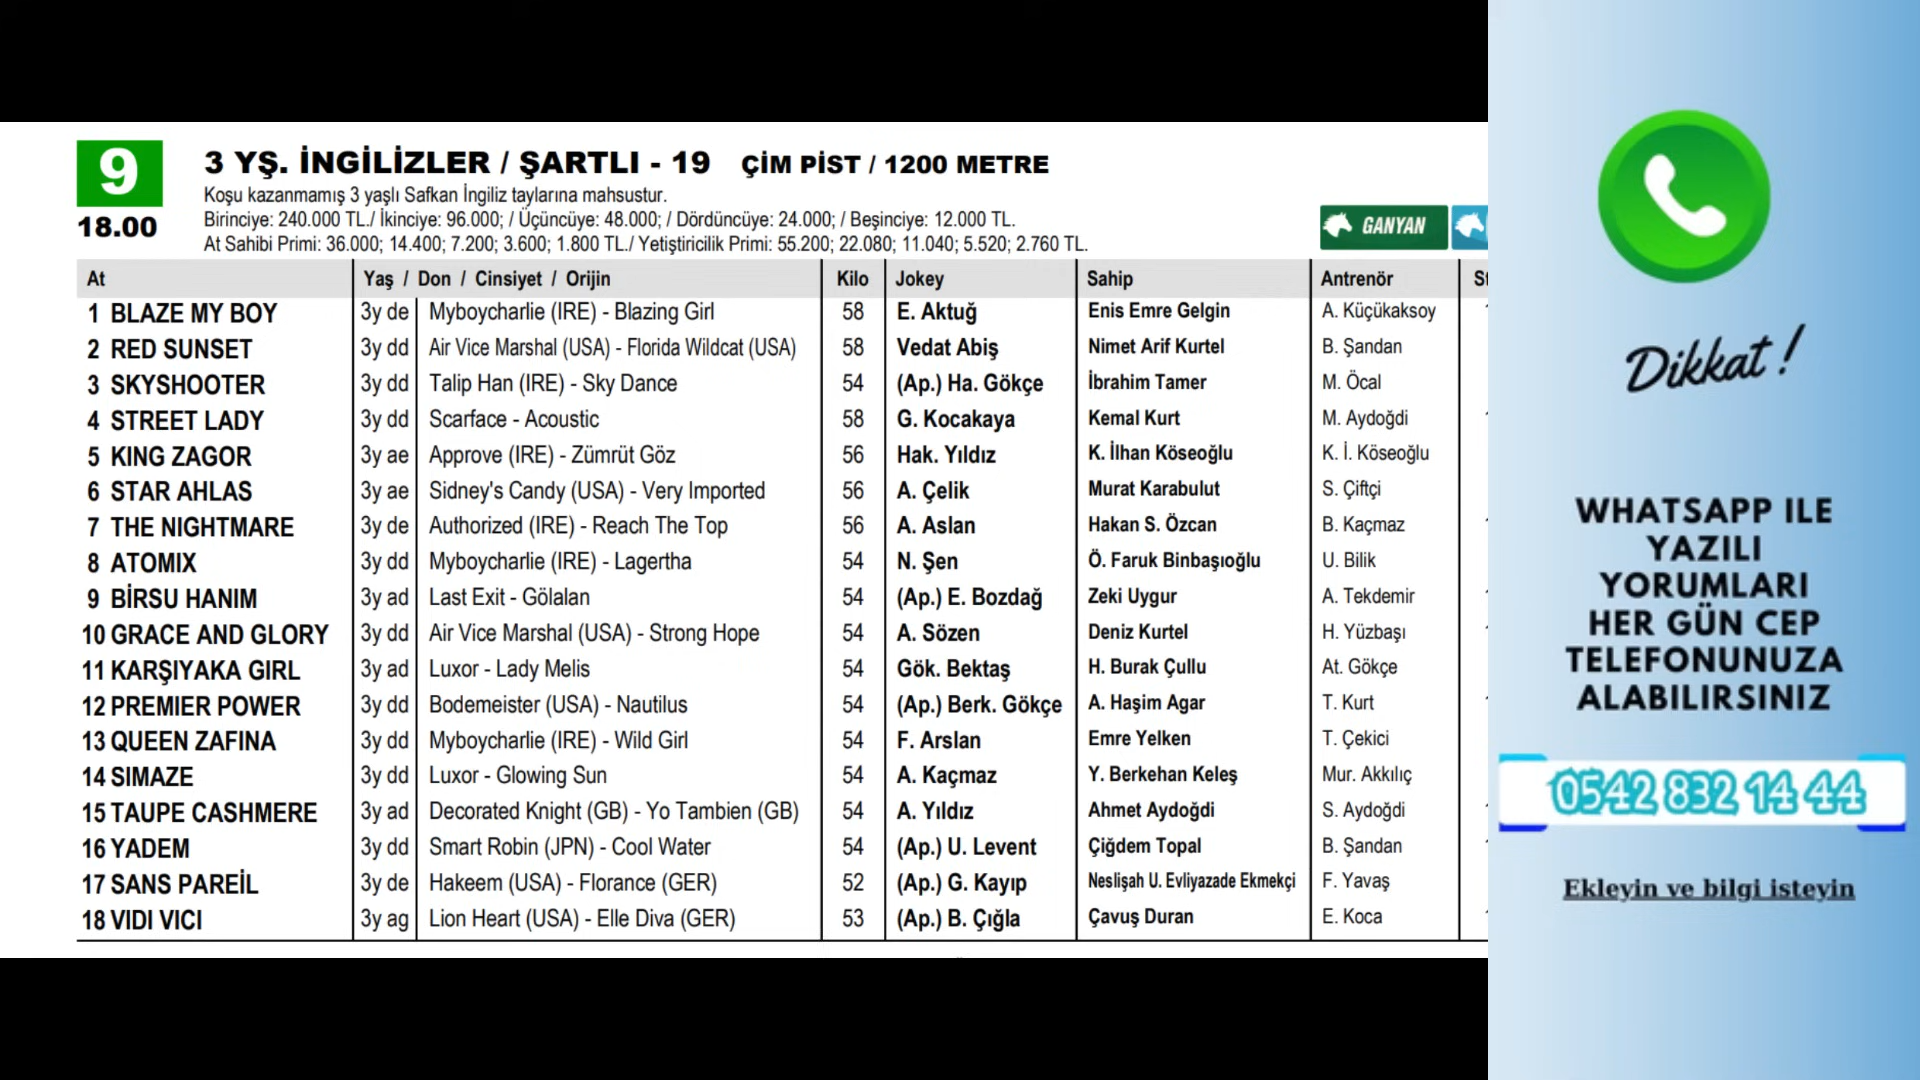 9
18.00
3 YŞ. İNGİLİZLER / ŞARTLI - 19 ÇİM PİST / 1200 METRE
Koşu kazanmamış 3 yaşlı Safkan İngiliz taylarına mahsustur.
Birinciye: 240.000 TL./ İkinciye: 96.000; / Üçüncüye: 48.000; / Dördüncüye: 24.000; / Beşinciye: 12.000 TL.
At Sahibi Primi: 36.000; 14.400; 7.200; 3.600; 1.800 TL./ Yetiştiricilik Primi: 55.200; 22.080; 11.040; 5.520; 2.760 TL.
GANYAN
At Yaş / Don / Cinsiyet / Orijin Kilo Jokey Sahip Antrenör
1 BLAZE MY BOY 3y de Myboycharlie (IRE) - Blazing Girl 58 E. Aktuğ Enis Emre Gelgin A. Küçükaksoy
2 RED SUNSET 3y dd Air Vice Marshal (USA) - Florida Wildcat (USA) 58 Vedat Abiş Nimet Arif Kurtel B. Şandan
3 SKYSHOOTER 3y dd Talip Han (IRE) - Sky Dance 54 (Ap.) Ha. Gökçe İbrahim Tamer M. Öcal
4 STREET LADY 3y dd Scarface - Acoustic 58 G. Kocakaya Kemal Kurt M. Aydoğdi
5 KING ZAGOR 3y ae Approve (IRE) - Zümrüt Göz 56 Hak. Yıldız K. İlhan Köseoğlu K. İ. Köseoğlu
6 STAR AHLAS 3y ae Sidney's Candy (USA) - Very Imported 56 A. Çelik Murat Karabulut S. Çiftçi
7 THE NIGHTMARE 3y de Authorized (IRE) - Reach The Top 56 A. Aslan Hakan S. Özcan B. Kaçmaz
8 ATOMIX 3y dd Myboycharlie (IRE) - Lagertha 54 N. Şen Ö. Faruk Binbaşıoğlu U. Bilik
9 BİRSU HANIM 3y ad Last Exit - Gölalan 54 (Ap.) E. Bozdağ Zeki Uygur A. Tekdemir
10 GRACE AND GLORY 3y dd Air Vice Marshal (USA) - Strong Hope 54 A. Sözen Deniz Kurtel H. Yüzbaşı
11 KARŞIYAKA GIRL 3y ad Luxor - Lady Melis 54 Gök. Bektaş H. Burak Çullu At. Gökçe
12 PREMIER POWER 3y dd Bodemeister (USA) - Nautilus 54 (Ap.) Berk. Gökçe A. Haşim Agar T. Kurt
13 QUEEN ZAFINA 3y dd Myboycharlie (IRE) - Wild Girl 54 F. Arslan Emre Yelken T. Çekici
14 SIMAZE 3y dd Luxor - Glowing Sun 54 A. Kaçmaz Y. Berkehan Keleş Mur. Akkılıç
15 TAUPE CASHMERE 3y ad Decorated Knight (GB) - Yo Tambien (GB) 54 A. Yıldız Ahmet Aydoğdi S. Aydoğdi
16 YADEM 3y dd Smart Robin (JPN) - Cool Water 54 (Ap.) U. Levent Çiğdem Topal B. Şandan
17 SANS PAREİL 3y de Hakeem (USA) - Florance (GER) 52 (Ap.) G. Kayıp Neslişah U. Evliyazade Ekmekçi F. Yavaş
18 VIDI VICI 3y ag Lion Heart (USA) - Elle Diva (GER) 53 (Ap.) B. Çığla Çavuş Duran E. Koca
Dikkat !
WHATSAPP ILE
YAZILI
YORUMLARI
HER GÜN CEP
TELEFONUNUZA
ALABILIRSINIZ
0542 832 14 44
Ekleyin ve bilgi isteyin